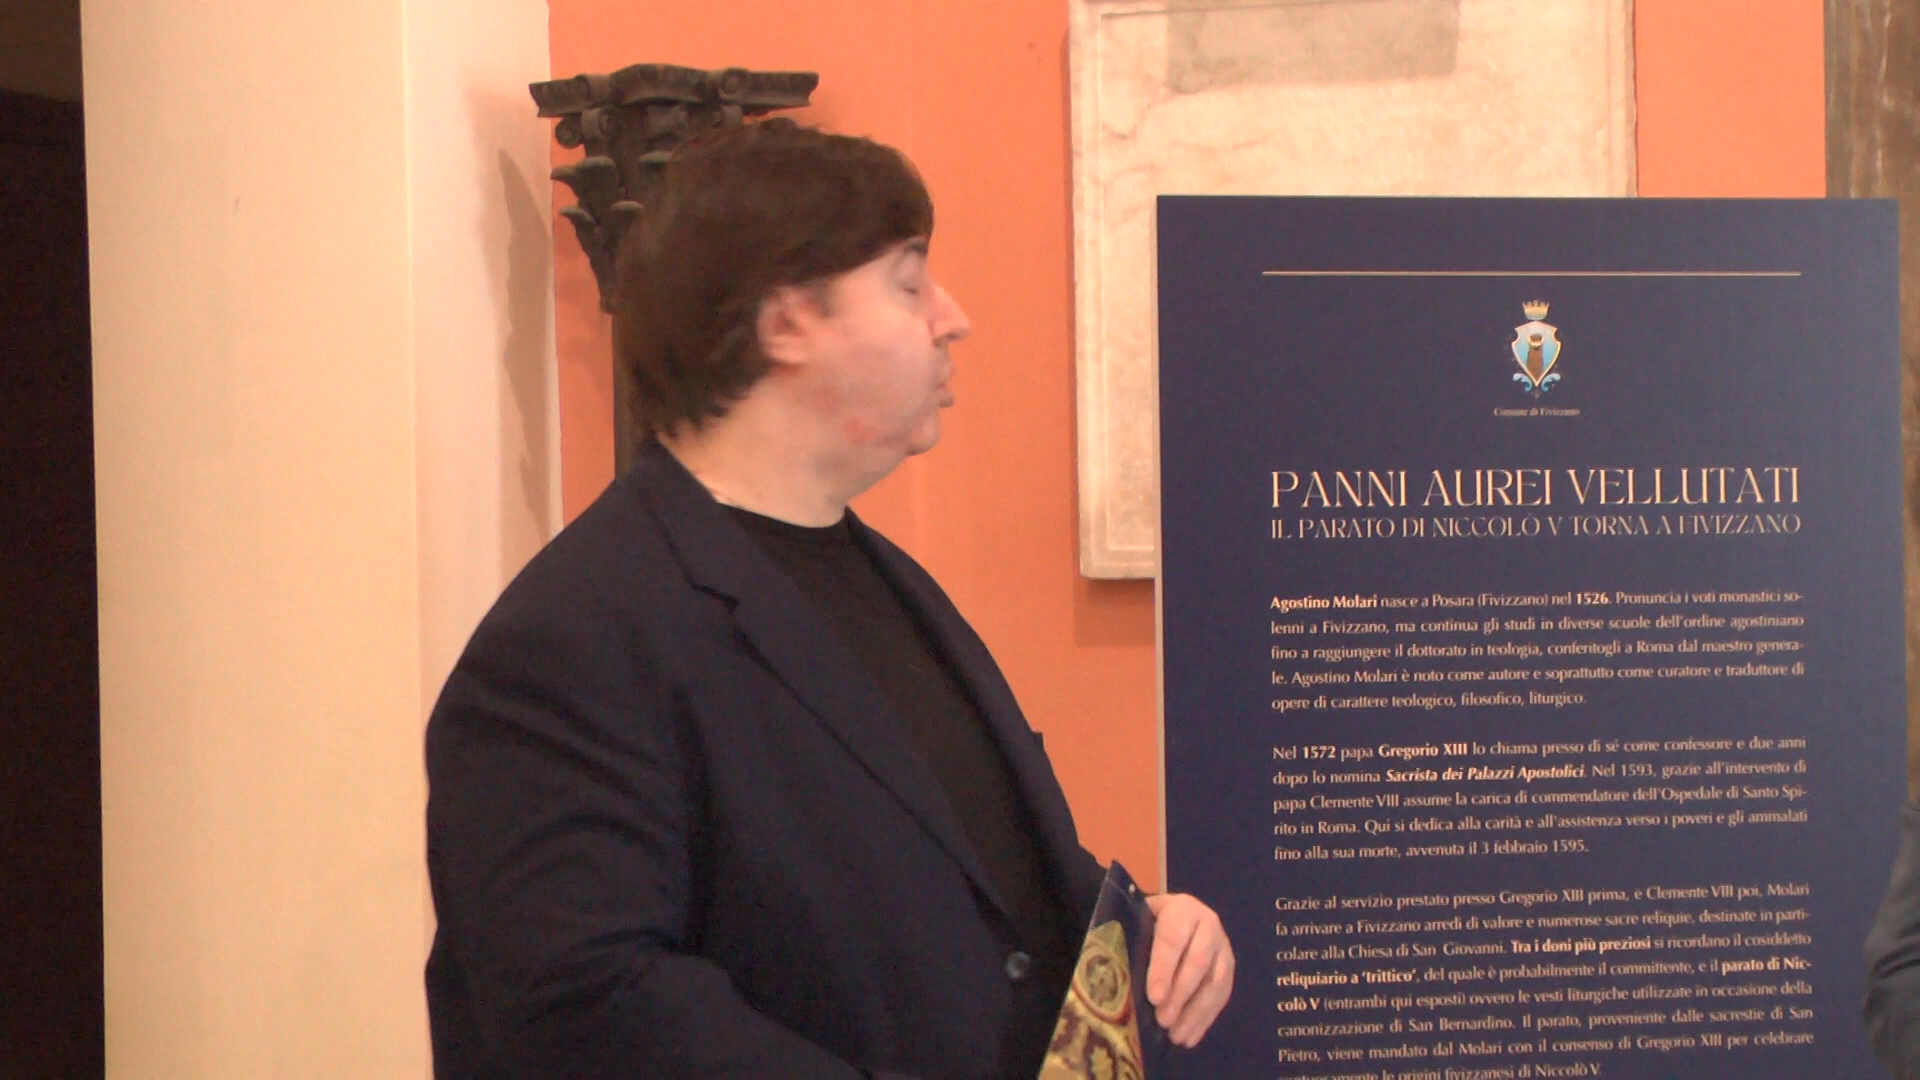 Comune di Fivizzano
PANNI AUREI VELLUTATI
IL PARATO DI NICCOLÒ V TORNA A FIVIZZANO
Agostino Molari nasce a Posara (Fivizzano) nel 1526. Pronuncia i voti monastici so-
lenni a Fivizzano, ma continua gli studi in diverse scuole dell'ordine agostiniano
fino a raggiungere il dottorato in teologia, conferitogli a Roma dal maestro genera-
le. Agostino Molari è noto come autore e soprattutto come curatore e traduttore di
opere di carattere teologico, filosofico, liturgico.
Nel 1572 papa Gregorio XIII lo chiama presso di sé come confessore e due anni
dopo lo nomina Sacrista dei Palazzi Apostolici. Nel 1593, grazie all'intervento di
papa Clemente VIII assume la carica di commendatore dell'Ospedale di Santo Spi-
rito in Roma. Qui si dedica alla carità e all'assistenza verso i poveri e gli ammalati
fino alla sua morte, avvenuta il 3 febbraio 1595.
Grazie al servizio prestato presso Gregorio XIII prima, e Clemente VIII poi, Molari
fa arrivare a Fivizzano arredi di valore e numerose sacre reliquie, destinate in parti-
colare alla Chiesa di San Giovanni. Tra i doni più preziosi si ricordano il cosiddetto
reliquiario a 'trittico', del quale è probabilmente il committente, e il parato di Nic-
colò V (entrambi qui esposti) ovvero le vesti liturgiche utilizzate in occasione della
canonizzazione di San Bernardino. Il parato, proveniente dalle sacrestie di San
Pietro, viene mandato dal Molari con il consenso di Gregorio XIII per celebrare
sontuosamente le origini fivizzanesi di Niccolò V.